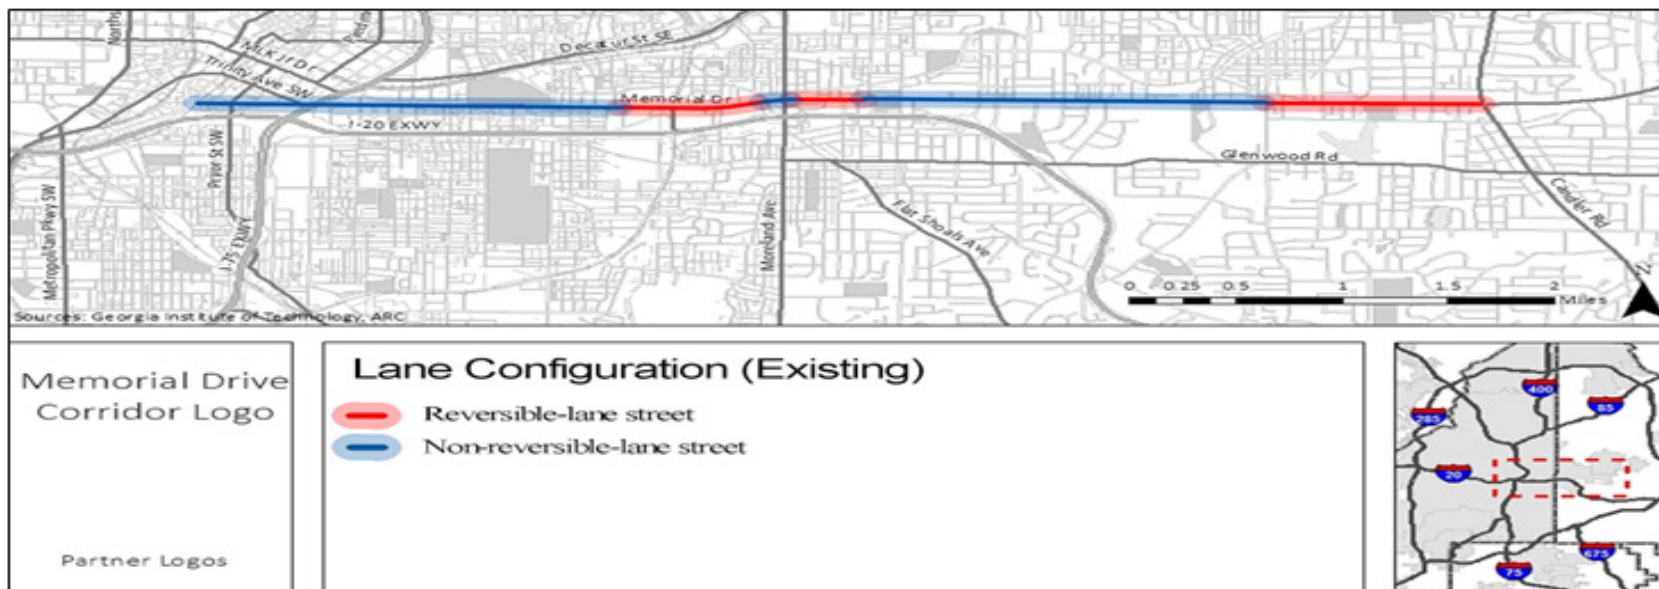 Norths
Piedm
MLK Jr Dr
Trinity Ave SW
Decatur St SE
Memorial Dr
I-20 EXWY
Pryor St SW
Metropolitan Pkwy SW
I-75 EXWY
Moreland Ave
Flat Shoals Ave
Glenwood Rd
Candler Rd
0 0.25 0.5 1 1.5 2
Miles
N
Sources: Georgia Institute of Technology, ARC
Memorial Drive
Corridor Logo
Partner Logos
Lane Configuration (Existing)
Reversible-lane street
Non-reversible-lane street
400
285
85
20
675
75